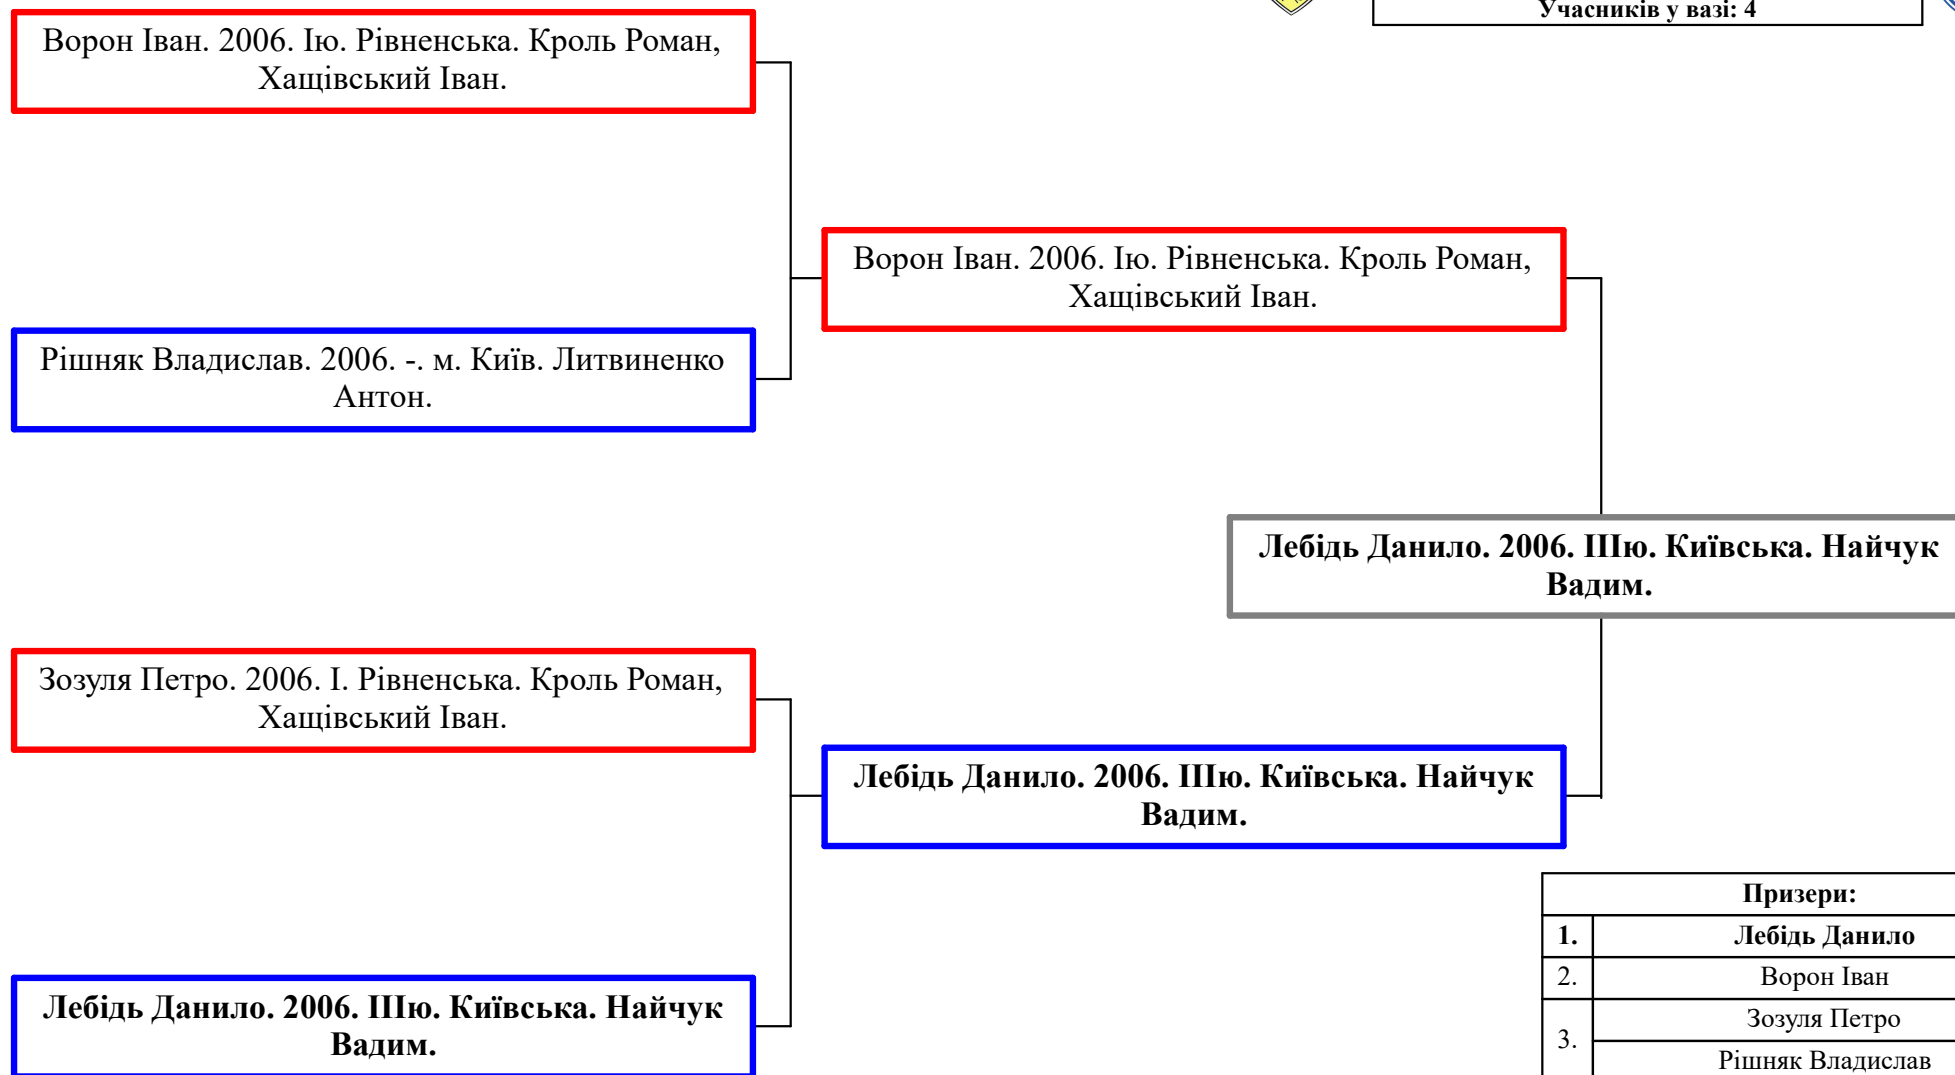 Учасників у вазі: 4
Ворон Іван. 2006. Ію. Рівненська. Кроль Роман,
Хащівський Іван.
Рішняк Владислав. 2006. -. м. Київ. Литвиненко
Антон.
Ворон Іван. 2006. Ію. Рівненська. Кроль Роман,
Хащівський Іван.
Лебідь Данило. 2006. ІІІю. Київська. Найчук
Вадим.
Зозуля Петро. 2006. І. Рівненська. Кроль Роман,
Хащівський Іван.
Лебідь Данило. 2006. ІІІю. Київська. Найчук
Вадим.
Лебідь Данило. 2006. ІІІю. Київська. Найчук
Вадим.
Призери:
1. Лебідь Данило
2. Ворон Іван
3. Зозуля Петро
Рішняк Владислав